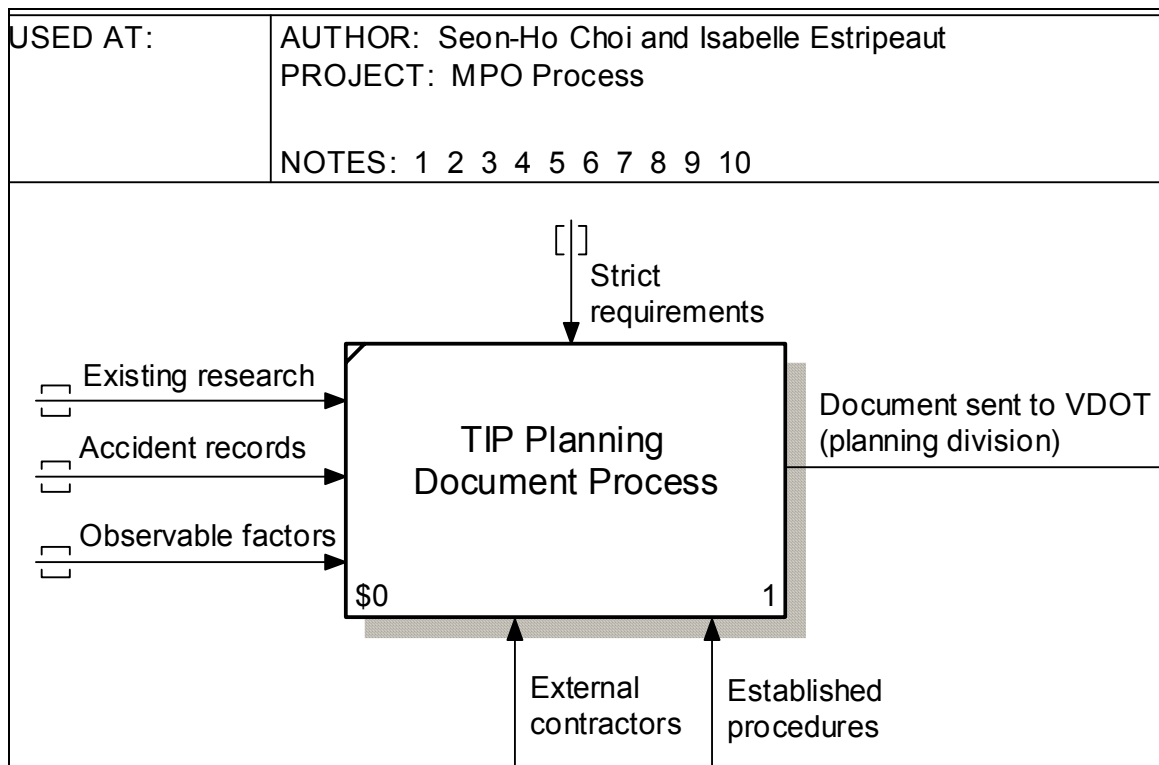 USED AT:
AUTHOR: Seon-Ho Choi and Isabelle Estripeaut
PROJECT: MPO Process
NOTES: 1 2 3 4 5 6 7 8 9 10
Strict
requirements
Existing research
Accident records
Observable factors
TIP Planning
Document Process
$0
1
Document sent to VDOT
(planning division)
External
contractors
Established
procedures